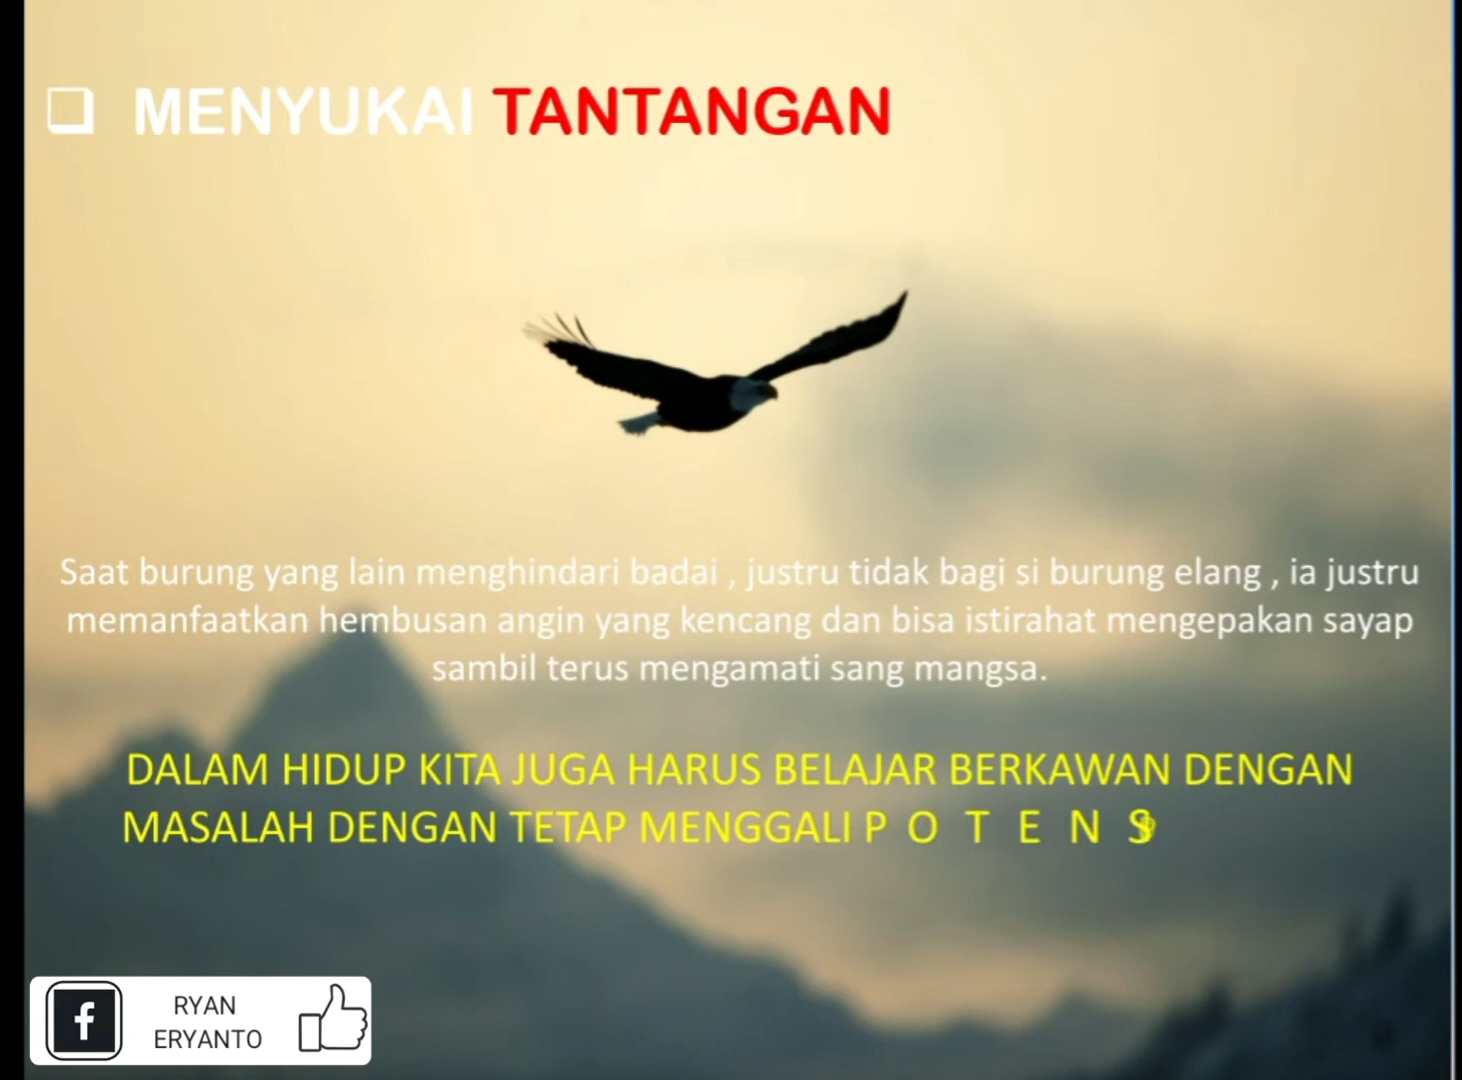 MENYUKAI TANTANGAN
Saat burung yang lain menghindari badai , justru tidak bagi si burung elang , ia justru
memanfaatkan hembusan angin yang kencang dan bisa istirahat mengepakan sayap
sambil terus mengamati sang mangsa.
DALAM HIDUP KITA JUGA HARUS BELAJAR BERKAWAN DENGAN
MASALAH DENGAN TETAP MENGGALI P O T E N S
f RYAN
ERYANTO